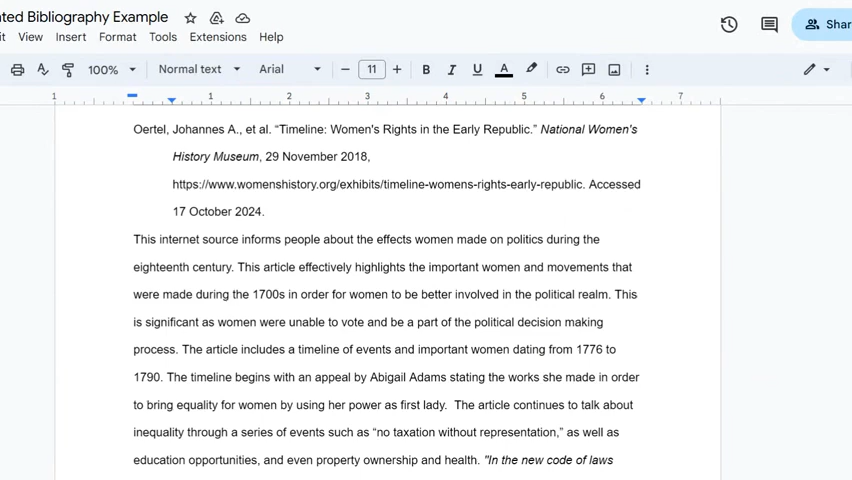 ated Bibliography Example
it View Insert Format Tools Extensions Help
Shar
100% Normal text Arial 11 B I U A
1 1 2 3 4 5 6 7
Oertel, Johannes A., et al. “Timeline: Women's Rights in the Early Republic.” National Women's
History Museum, 29 November 2018,
https://www.womenshistory.org/exhibits/timeline-womens-rights-early-republic. Accessed
17 October 2024.
This internet source informs people about the effects women made on politics during the
eighteenth century. This article effectively highlights the important women and movements that
were made during the 1700s in order for women to be better involved in the political realm. This
is significant as women were unable to vote and be a part of the political decision making
process. The article includes a timeline of events and important women dating from 1776 to
1790. The timeline begins with an appeal by Abigail Adams stating the works she made in order
to bring equality for women by using her power as first lady.  The article continues to talk about
inequality through a series of events such as “no taxation without representation,” as well as
education opportunities, and even property ownership and health. "In the new code of laws